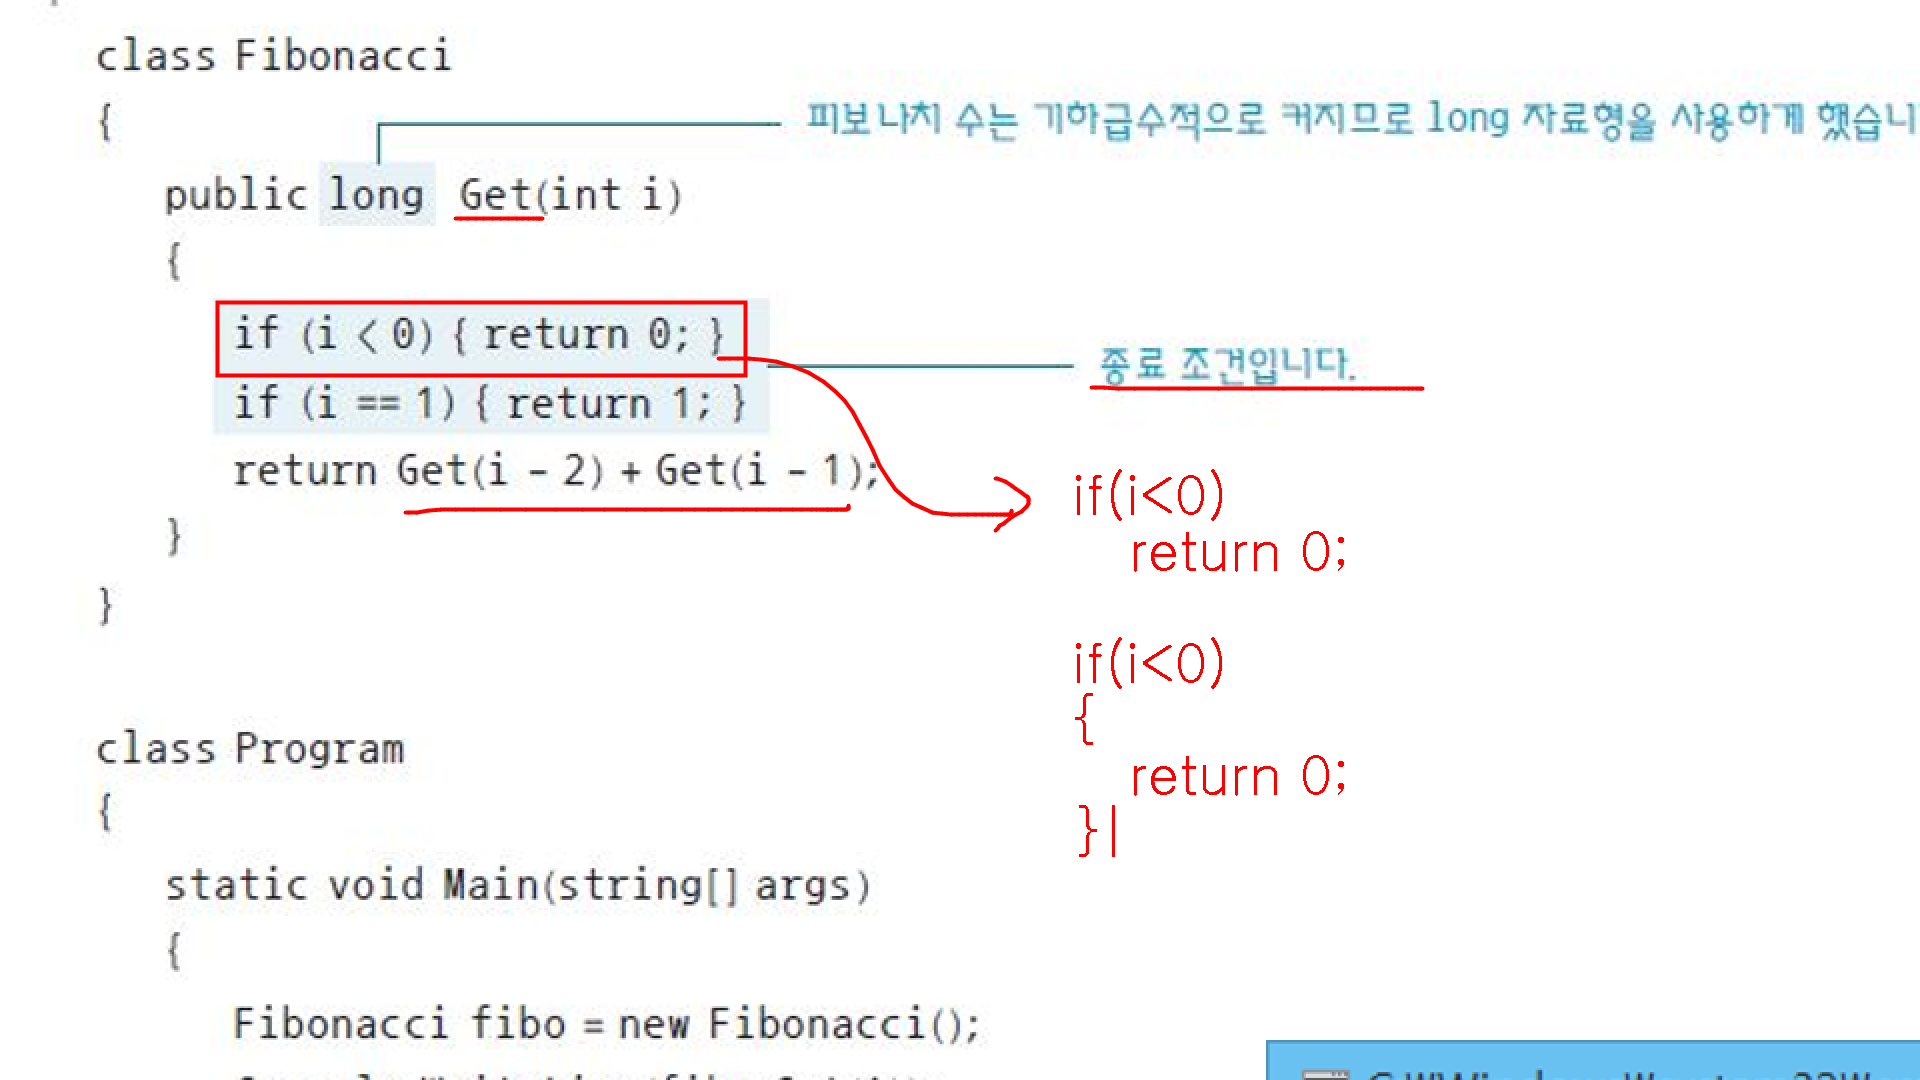 class Fibonacci
{
피보나치 수는 기하급수적으로 커지므로 long 자료형을 사용하게 했습니
public long Get(int i)
{
if (i < 0) { return 0; }
종료 조건입니다.
if (i == 1) { return 1; }
return Get(i - 2) + Get(i - 1);
}
}
if(i<0)
return 0;
if(i<0)
{
return 0;
}
class Program
{
static void Main(string[] args)
{
Fibonacci fibo = new Fibonacci();